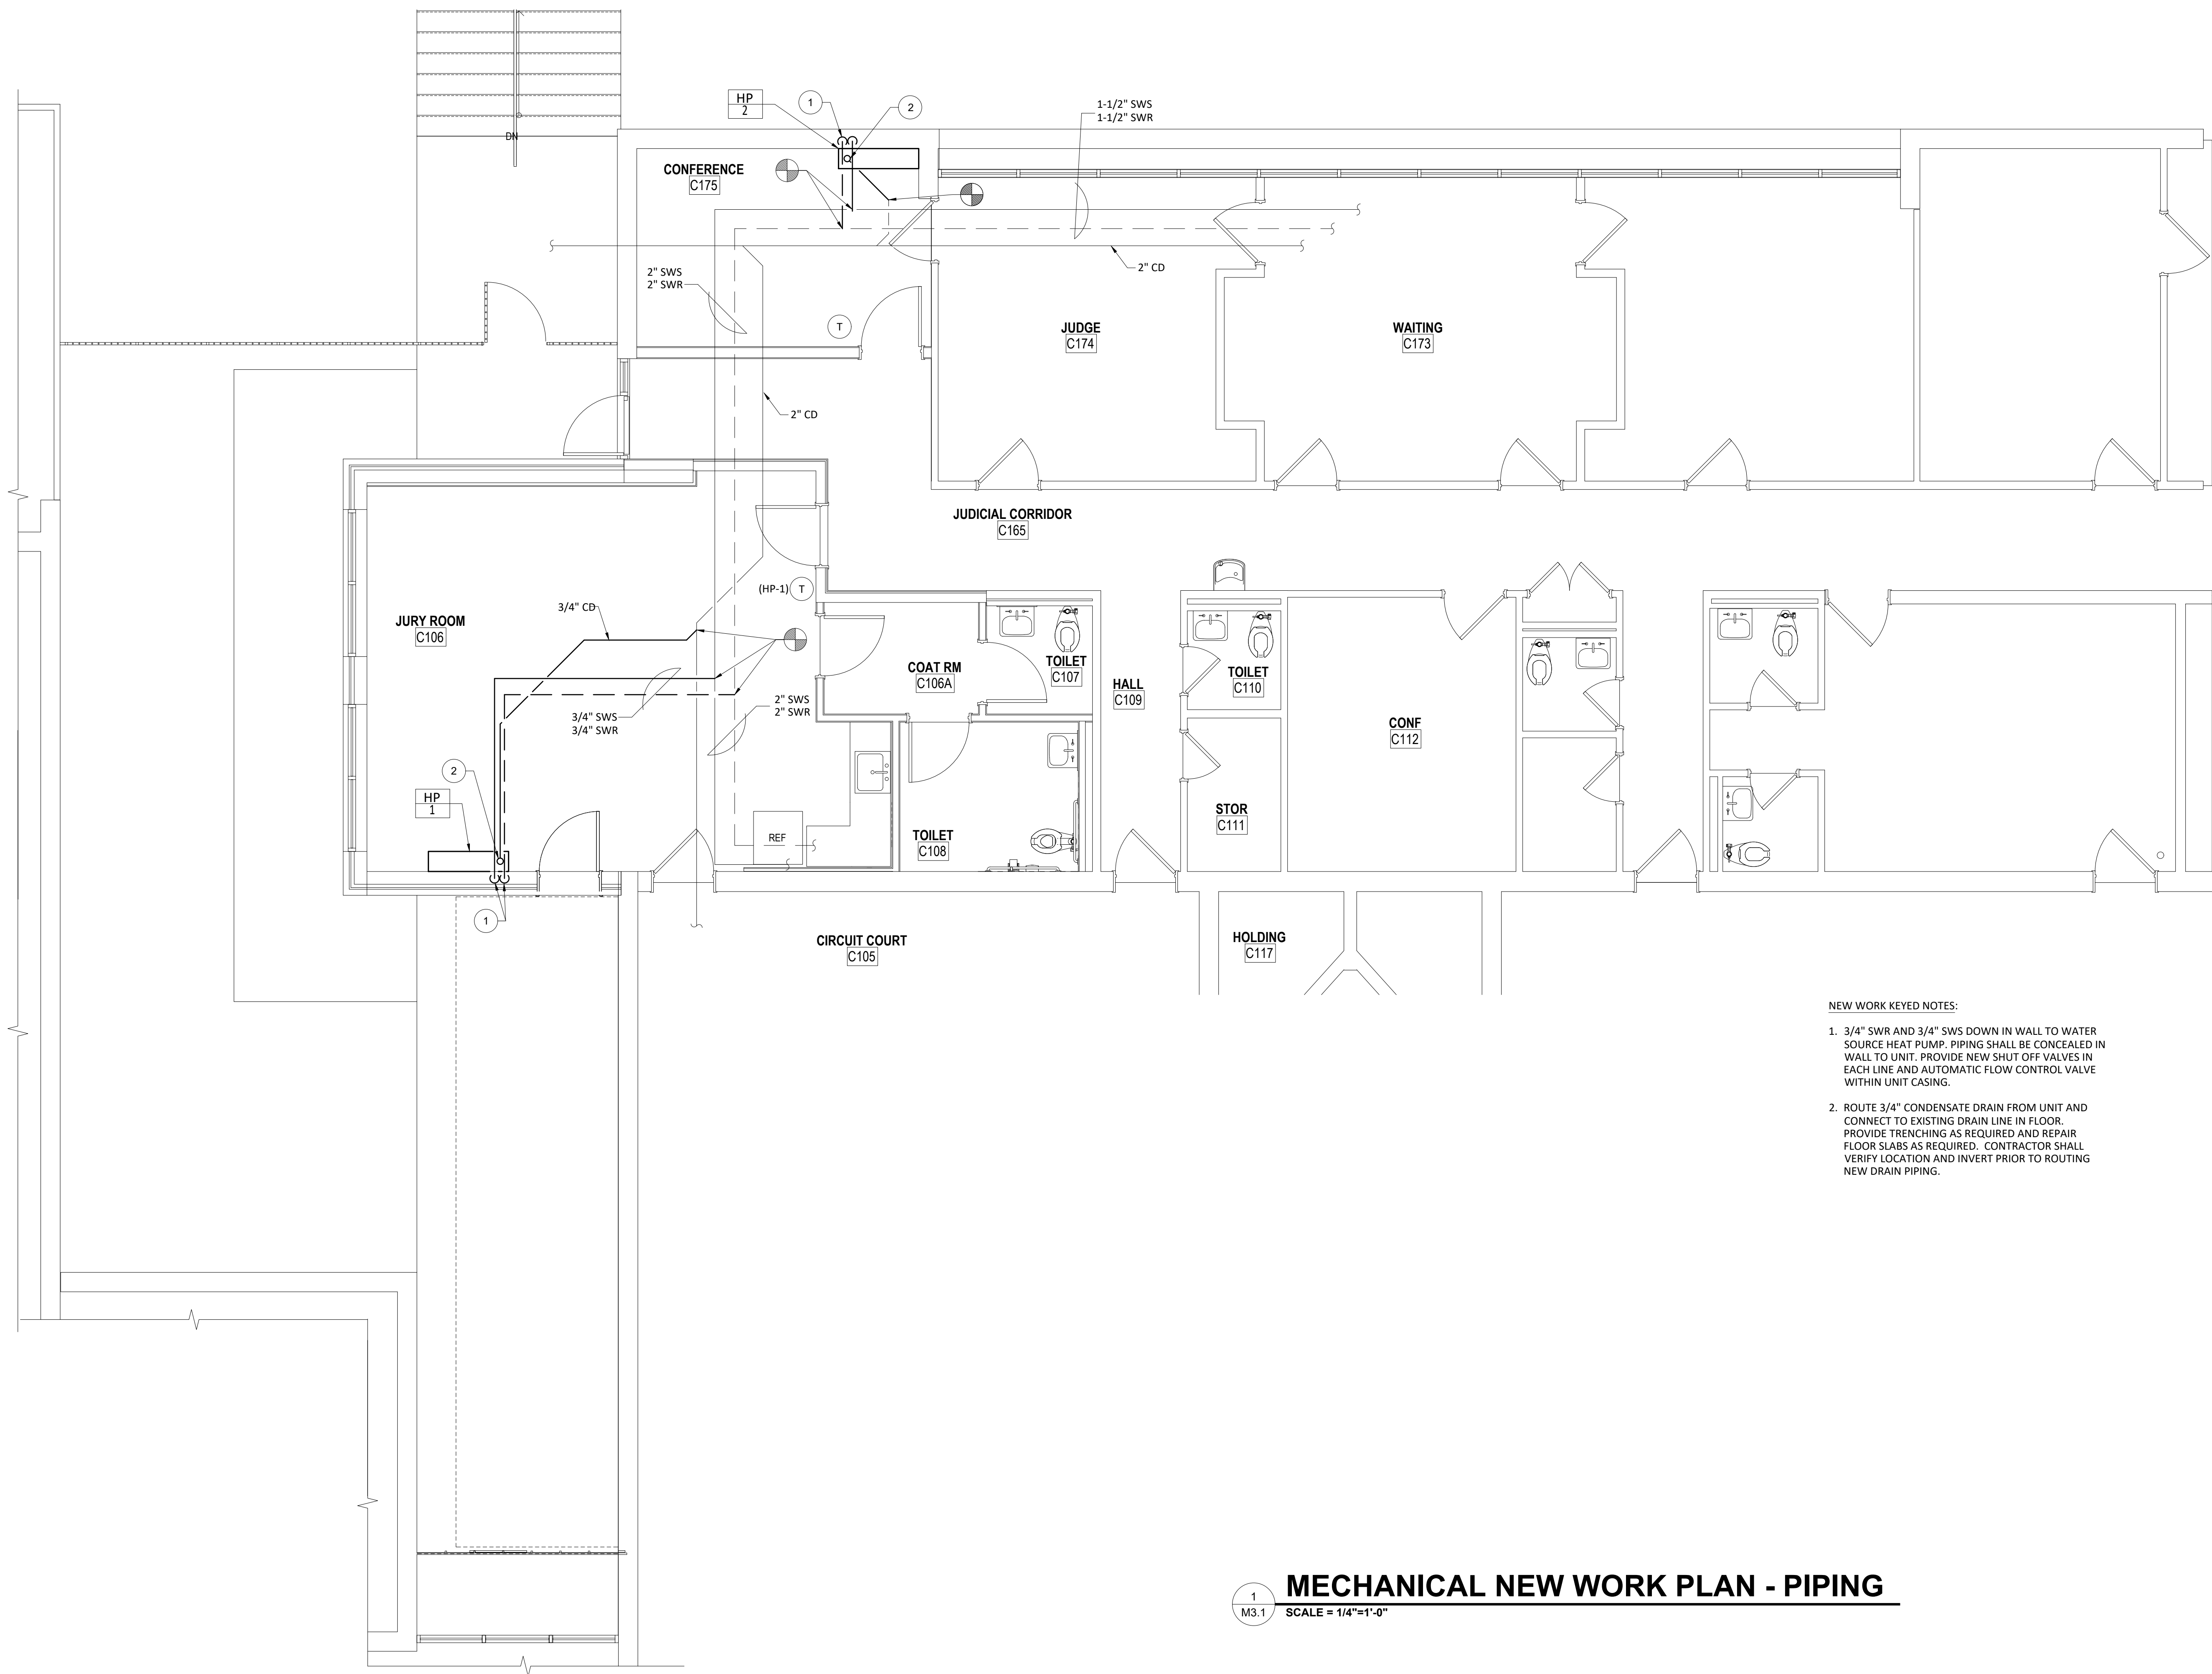 DN
HP
2
1
2
1-1/2" SWS
1-1/2" SWR
CONFERENCE
C175
2" CD
2" SWS
2" SWR
T
JUDGE
C174
WAITING
C173
2" CD
JUDICIAL CORRIDOR
C165
(HP-1) T
3/4" CD
JURY ROOM
C106
COAT RM
C106A
TOILET
C107
HALL
C109
TOILET
C110
3/4" SWS
3/4" SWR
2" SWS
2" SWR
CONF
C112
2
HP
1
REF
TOILET
C108
STOR
C111
1
CIRCUIT COURT
C105
HOLDING
C117
NEW WORK KEYED NOTES:
1. 3/4" SWR AND 3/4" SWS DOWN IN WALL TO WATER
SOURCE HEAT PUMP. PIPING SHALL BE CONCEALED IN
WALL TO UNIT. PROVIDE NEW SHUT OFF VALVES IN
EACH LINE AND AUTOMATIC FLOW CONTROL VALVE
WITHIN UNIT CASING.
2. ROUTE 3/4" CONDENSATE DRAIN FROM UNIT AND
CONNECT TO EXISTING DRAIN LINE IN FLOOR.
PROVIDE TRENCHING AS REQUIRED AND REPAIR
FLOOR SLABS AS REQUIRED. CONTRACTOR SHALL
VERIFY LOCATION AND INVERT PRIOR TO ROUTING
NEW DRAIN PIPING.
1
M3.1
MECHANICAL NEW WORK PLAN - PIPING
SCALE = 1/4"=1'-0"